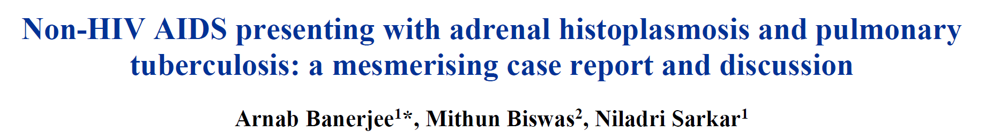 Non-HIV AIDS presenting with adrenal histoplasmosis and pulmonary
tuberculosis: a mesmerising case report and discussion
Arnab Banerjee¹*, Mithun Biswas², Niladri Sarkar¹